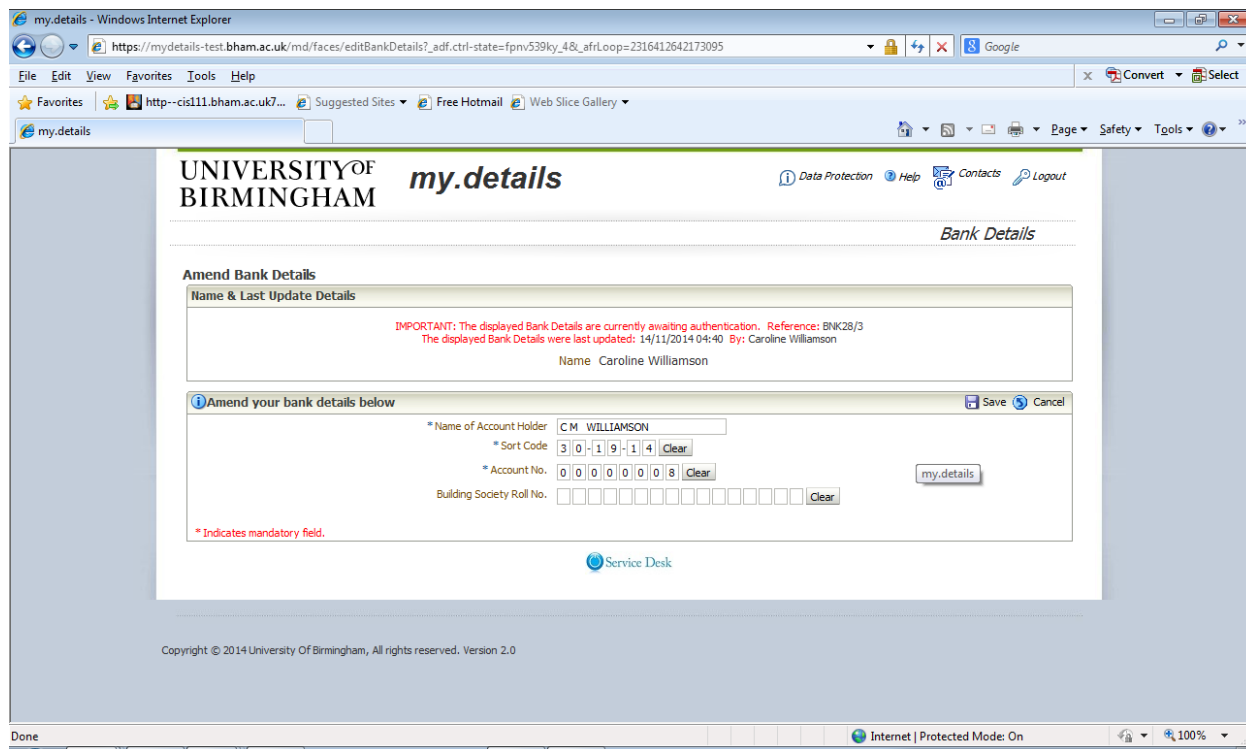 my.details - Windows Internet Explorer
https://mydetails-test.bham.ac.uk/md/faces/editBankDetails?_adf.ctrl-state=fpnv539ky_4&_afrLoop=2316412642173095 Google
File Edit View Favorites Tools Help x Convert Select
Favorites http--cis111.bham.ac.uk7... Suggested Sites Free Hotmail Web Slice Gallery
my.details Page Safety Tools
UNIVERSITY OF
BIRMINGHAM
my.details
Data Protection Help Contacts Logout
Bank Details
Amend Bank Details
Name & Last Update Details
IMPORTANT: The displayed Bank Details are currently awaiting authentication. Reference: BNK28/3
The displayed Bank Details were last updated: 14/11/2014 04:40 By: Caroline Williamson
Name Caroline Williamson
Amend your bank details below Save Cancel
* Name of Account Holder C M WILLIAMSON
* Sort Code 3 0 - 1 9 - 1 4 Clear
* Account No. 0 0 0 0 0 0 0 8 Clear
my.details
Building Society Roll No. Clear
* Indicates mandatory field.
Service Desk
Copyright © 2014 University Of Birmingham, All rights reserved. Version 2.0
Done Internet | Protected Mode: On 100%